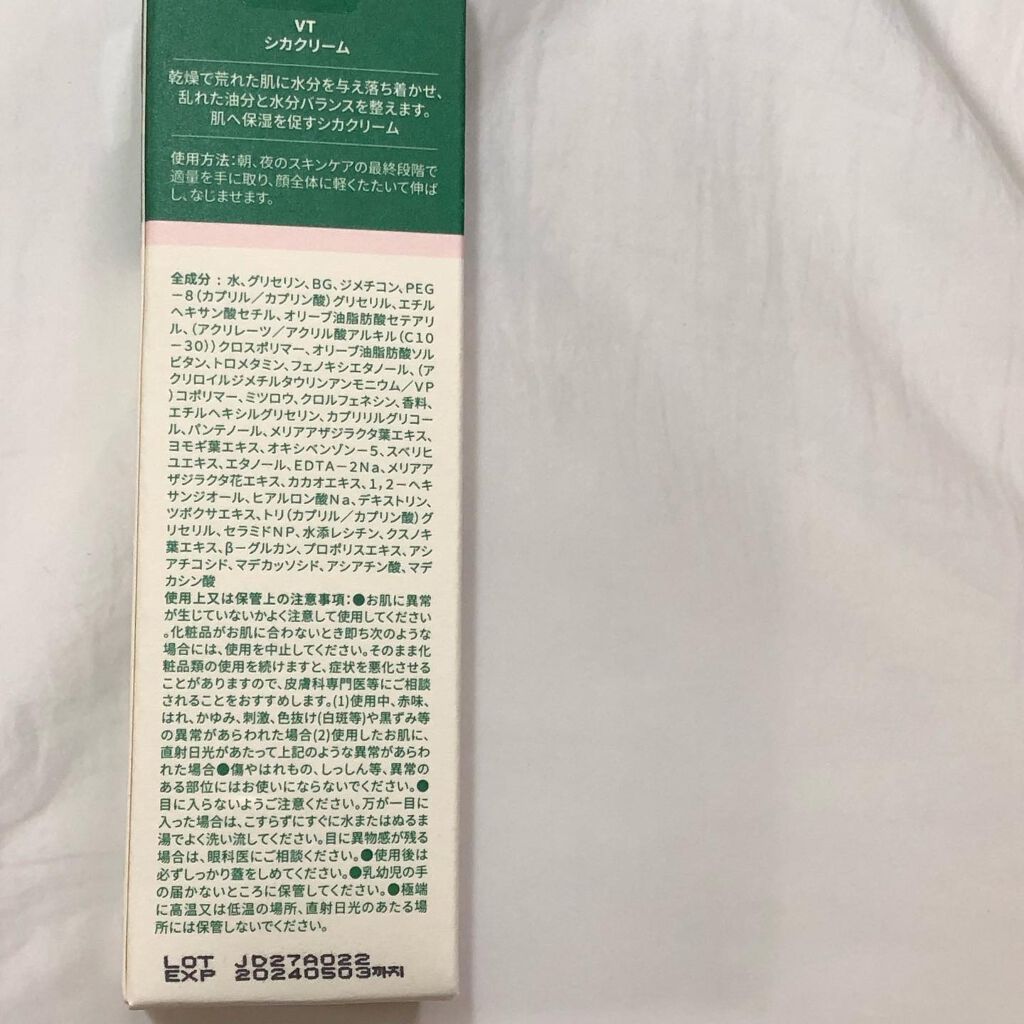 VT
シカクリーム
乾燥で荒れた肌に水分を与え落ち着かせ、
乱れた油分と水分バランスを整えます。
肌へ保湿を促すシカクリーム
使用方法:朝、夜のスキンケアの最終段階で
適量を手に取り、顔全体に軽くたたいて伸ば
し、なじませます。
全成分 : 水、グリセリン、BG、ジメチコン、PEG
－8(カプリル／カプリン酸)グリセリル、エチル
ヘキサン酸セチル、オリーブ油脂肪酸セテアリ
ル、(アクリレーツ／アクリル酸アルキル(C10
－30))クロスポリマー、オリーブ油脂肪酸ソル
ビタン、トロメタミン、フェノキシエタノール、(ア
クリロイルジメチルタウリンアンモニウム／VP
)コポリマー、ミツロウ、クロルフェネシン、香料、
エチルヘキシルグリセリン、カプリリルグリコー
ル、パンテノール、メリアアザジラクタ葉エキス、
ヨモギ葉エキス、オキシベンゾン－5、スベリヒ
ユエキス、エタノール、EDTA－2Na、メリアア
ザジラクタ花エキス、カカオエキス、1，2－ヘキ
サンジオール、ヒアルロン酸Na、デキストリン、
ツボクサエキス、トリ(カプリル／カプリン酸)グ
リセリル、セラミドNP、水添レシチン、クスノキ
葉エキス、β－グルカン、プロポリスエキス、アシ
アチコシド、マデカッソシド、アシアチン酸、マデ
カシン酸
使用上又は保管上の注意事項:●お肌に異常
が生じていないかよく注意して使用してください
。化粧品がお肌に合わないとき即ち次のような
場合には、使用を中止してください。そのまま化
粧品類の使用を続けますと、症状を悪化させる
ことがありますので、皮膚科専門医等にご相談
されることをおすすめします。(1)使用中、赤味、
はれ、かゆみ、刺激、色抜け(白斑等)や黒ずみ等
の異常があらわれた場合(2)使用したお肌に、
直射日光があたって上記のような異常があらわ
れた場合●傷やはれもの、しっしん等、異常の
ある部位にはお使いにならないでください。●
目に入らないようご注意ください。万が一目に
入った場合は、こすらずにすぐに水またはぬるま
湯でよく洗い流してください。目に異物感が残る
場合は、眼科医にご相談ください。●使用後は
必ずしっかり蓋をしめてください。●乳幼児の手
の届かないところに保管してください。●極端
に高温又は低温の場所、直射日光のあたる場
所には保管しないでください。
LOT JD27A022
EXP 20240503까지